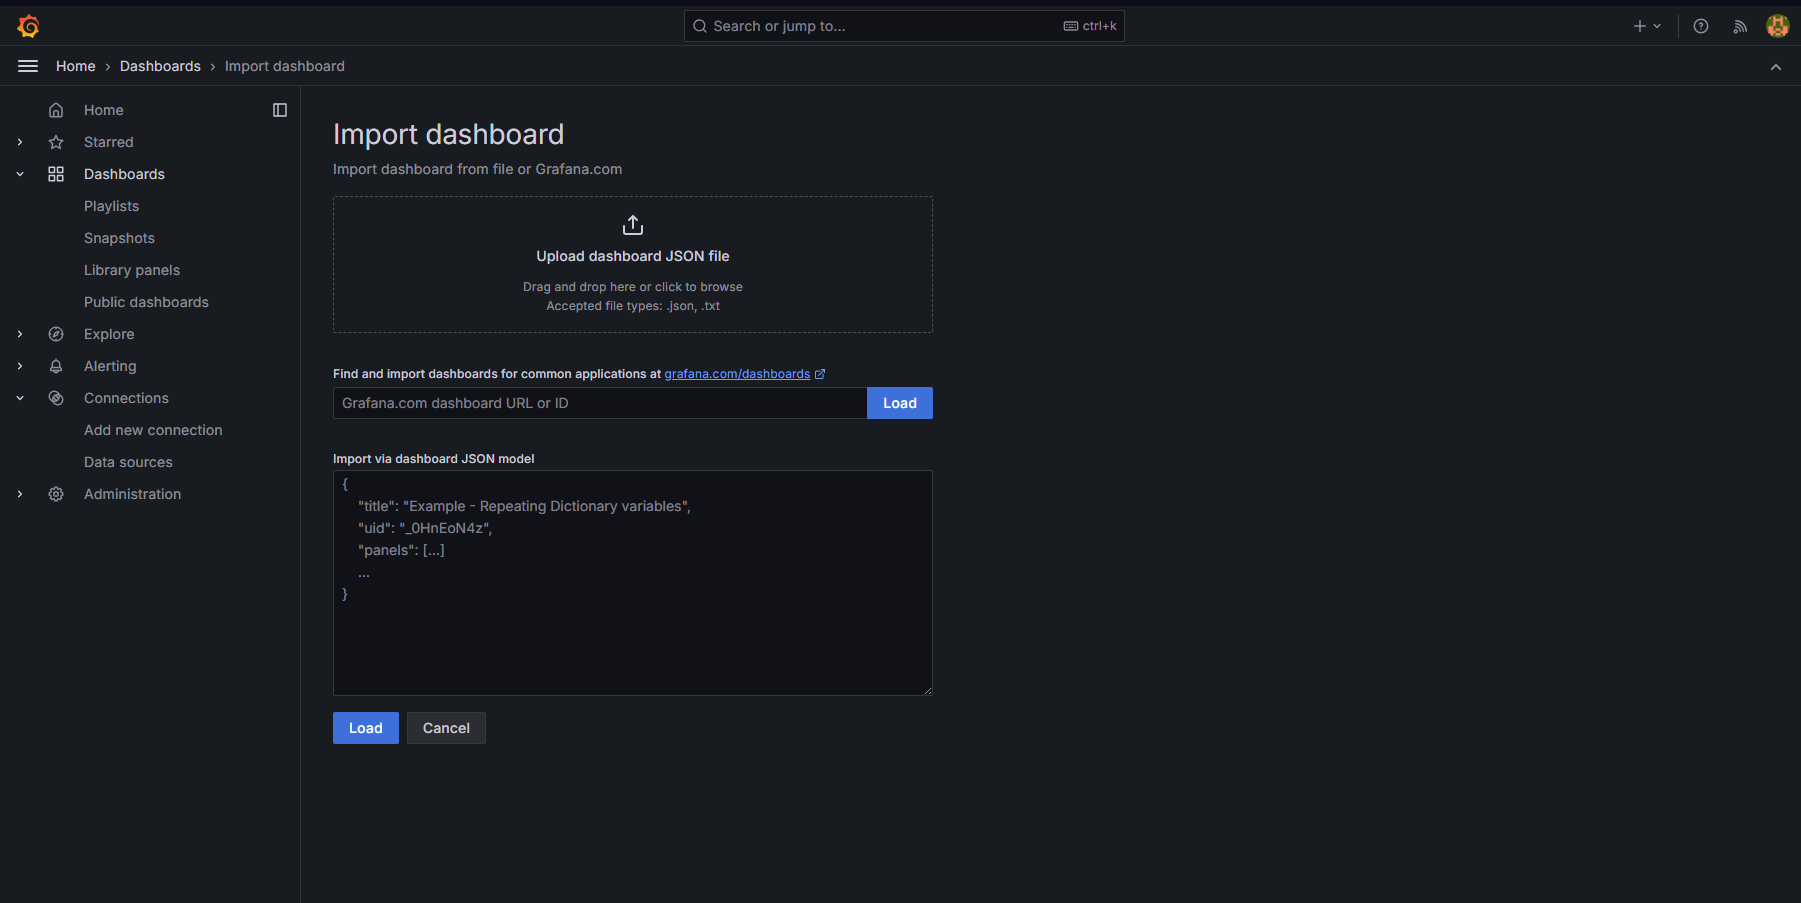 Search or jump to...
ctrl+k
Home
Dashboards
Import dashboard
Home
Starred
Dashboards
Playlists
Snapshots
Library panels
Public dashboards
Explore
Alerting
Connections
Add new connection
Data sources
Administration
Import dashboard
Import dashboard from file or Grafana.com
Upload dashboard JSON file
Drag and drop here or click to browse
Accepted file types: .json, .txt
Find and import dashboards for common applications at grafana.com/dashboards
Grafana.com dashboard URL or ID
Load
Import via dashboard JSON model
{
"title": "Example - Repeating Dictionary variables",
"uid": "_0HnEoN4z",
"panels": [...]
...
}
Load
Cancel